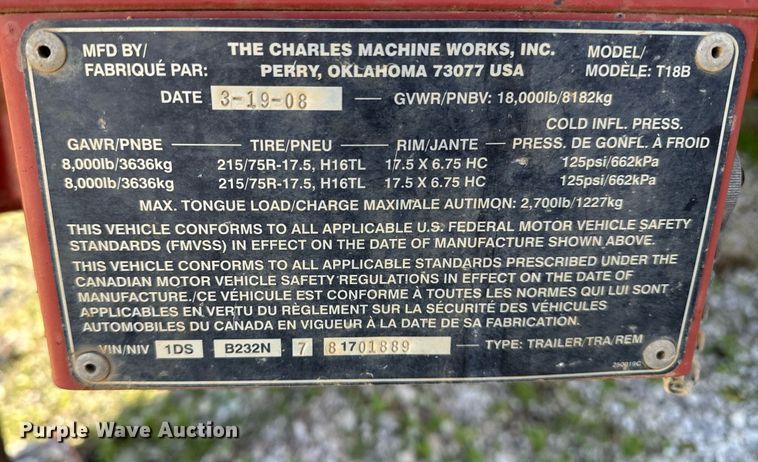 MFD BY/ THE CHARLES MACHINE WORKS, INC. MODEL/
FABRIQUÉ PAR: PERRY, OKLAHOMA 73077 USA MODÈLE: T18B
DATE 3-19-08 GVWR/PNBV: 18,000lb/8182kg
COLD INFL. PRESS.
GAWR/PNBE TIRE/PNEU RIM/JANTE PRESS. DE GONFL. À FROID
8,000lb/3636kg 215/75R-17.5, H16TL 17.5 X 6.75 HC 125psi/662kPa
8,000lb/3636kg 215/75R-17.5, H16TL 17.5 X 6.75 HC 125psi/662kPa
MAX. TONGUE LOAD/CHARGE MAXIMALE AUTIMON: 2,700lb/1227kg
THIS VEHICLE CONFORMS TO ALL APPLICABLE U.S. FEDERAL MOTOR VEHICLE SAFETY
STANDARDS (FMVSS) IN EFFECT ON THE DATE OF MANUFACTURE SHOWN ABOVE.
THIS VEHICLE CONFORMS TO ALL APPLICABLE STANDARDS PRESCRIBED UNDER THE
CANADIAN MOTOR VEHICLE SAFETY REGULATIONS IN EFFECT ON THE DATE OF
MANUFACTURE./CE VÉHICULE EST CONFORME À TOUTES LES NORMES QUI LUI SONT
APPLICABLES EN VERTU DU RÈGLEMENT SUR LA SÉCURITÉ DES VÉHICULES
AUTOMOBILES DU CANADA EN VIGUEUR À LA DATE DE SA FABRICATION.
VIN/NIV 1DS B232N 7 81701889 TYPE: TRAILER/TRA/REM
250019C
Purple Wave Auction